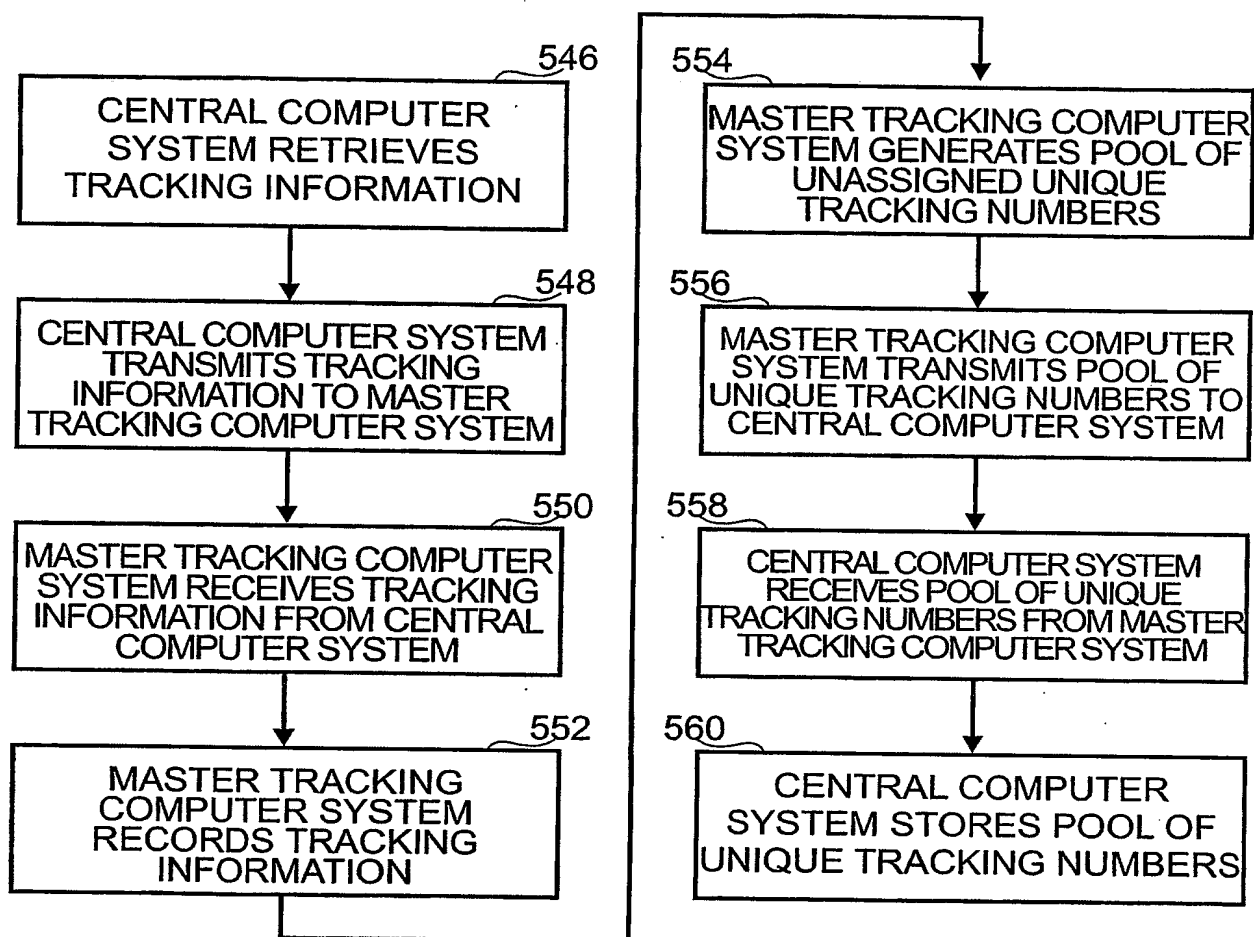 546
CENTRAL COMPUTER
SYSTEM RETRIEVES
TRACKING INFORMATION
548
CENTRAL COMPUTER SYSTEM
TRANSMITS TRACKING
INFORMATION TO MASTER
TRACKING COMPUTER SYSTEM
550
MASTER TRACKING COMPUTER
SYSTEM RECEIVES TRACKING
INFORMATION FROM CENTRAL
COMPUTER SYSTEM
552
MASTER TRACKING
COMPUTER SYSTEM
RECORDS TRACKING
INFORMATION
554
MASTER TRACKING COMPUTER
SYSTEM GENERATES POOL OF
UNASSIGNED UNIQUE
TRACKING NUMBERS
556
MASTER TRACKING COMPUTER
SYSTEM TRANSMITS POOL OF
UNIQUE TRACKING NUMBERS TO
CENTRAL COMPUTER SYSTEM
558
CENTRAL COMPUTER SYSTEM
RECEIVES POOL OF UNIQUE
TRACKING NUMBERS FROM MASTER
TRACKING COMPUTER SYSTEM
560
CENTRAL COMPUTER
SYSTEM STORES POOL OF
UNIQUE TRACKING NUMBERS